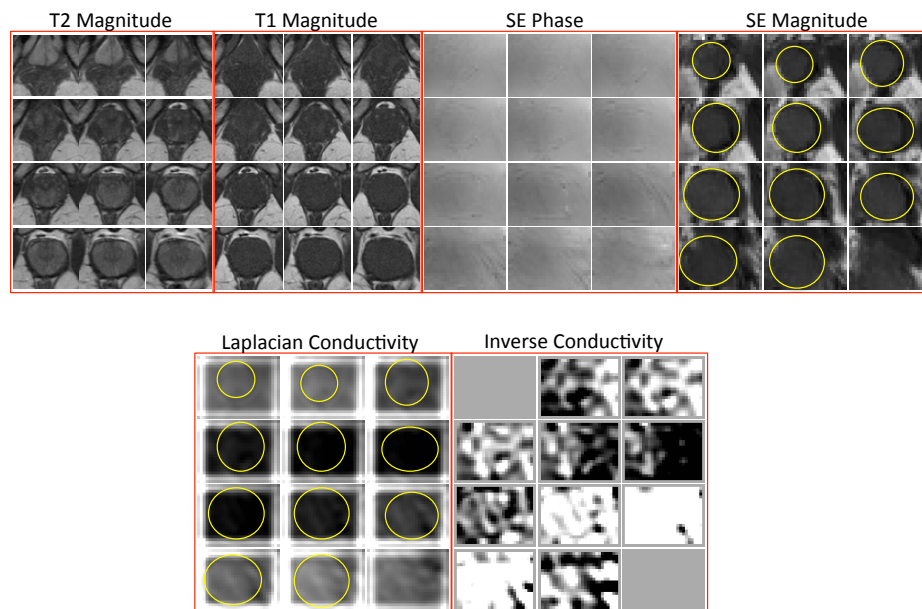 T2 Magnitude
T1 Magnitude
SE Phase
SE Magnitude
Laplacian Conductivity
Inverse Conductivity